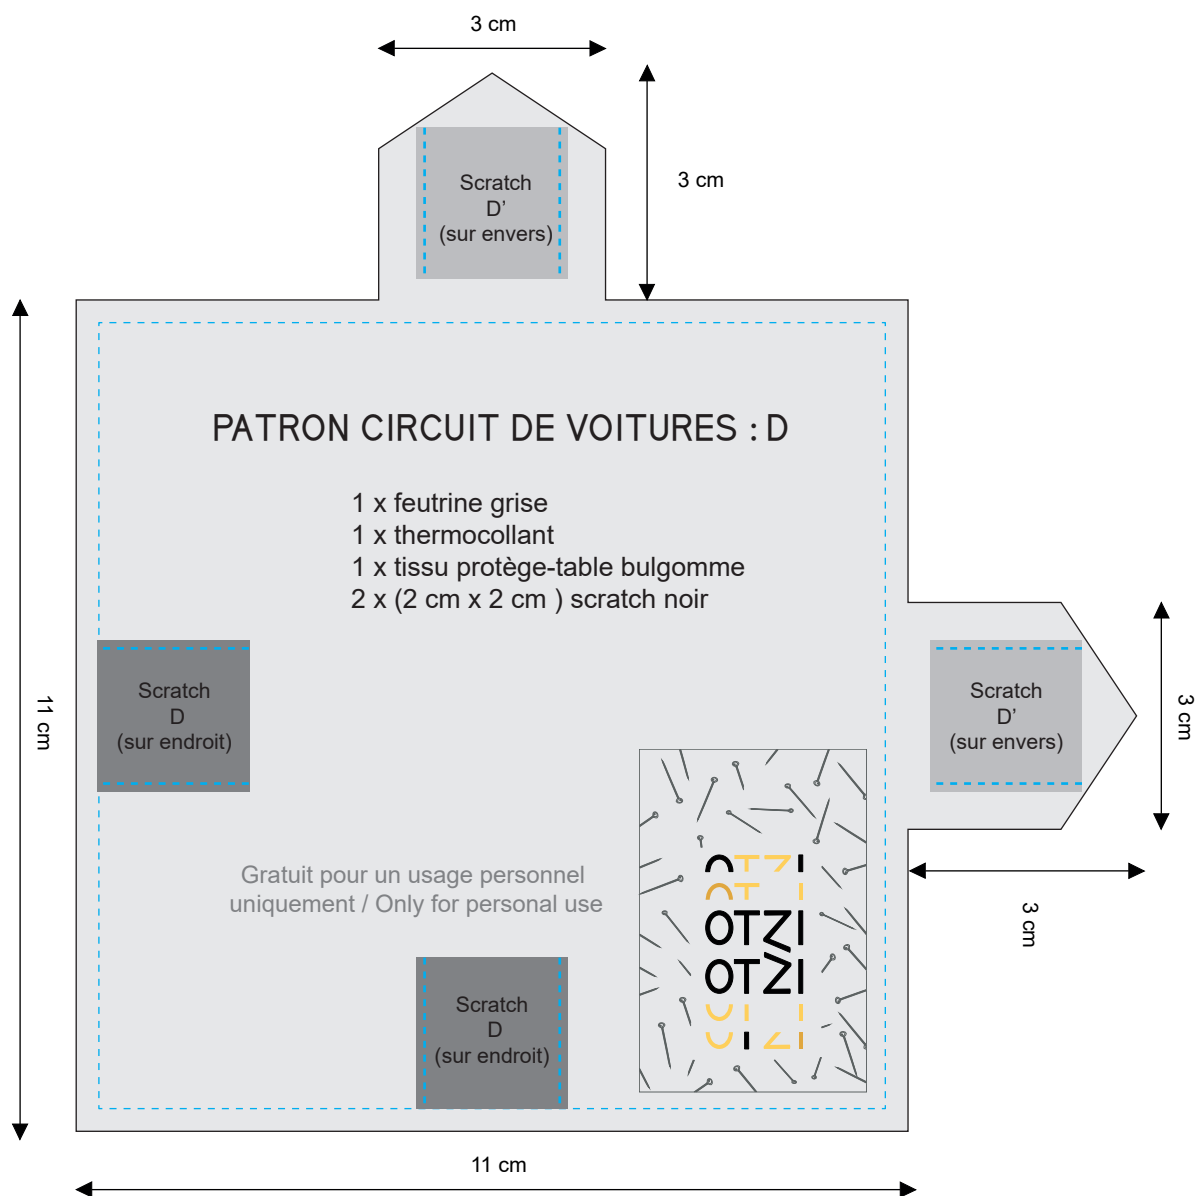 3 cm
3 cm
Scratch
D’
(sur envers)
PATRON CIRCUIT DE VOITURES : D
1 x feutrine grise
1 x thermocollant
1 x tissu protège-table bulgomme
2 x (2 cm x 2 cm ) scratch noir
11 cm
Scratch
D
(sur endroit)
Scratch
D’
(sur envers)
3 cm
3 cm
Gratuit pour un usage personnel
uniquement / Only for personal use
OTZI
OTZI
Scratch
D
(sur endroit)
11 cm